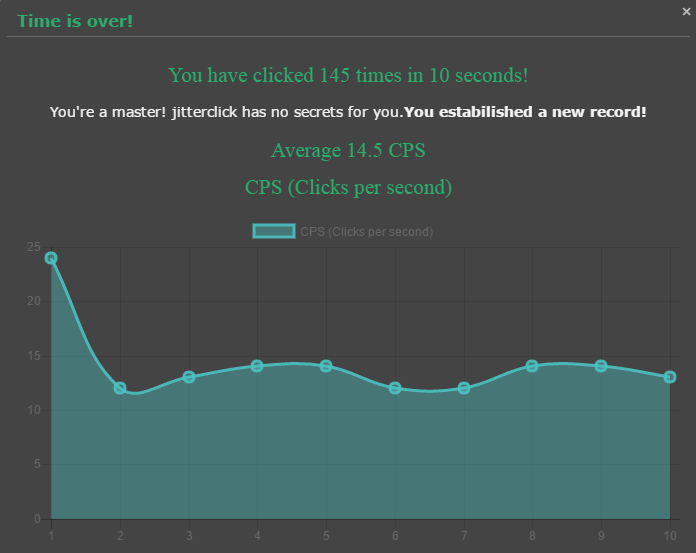 ×
Time is over!
You have clicked 145 times in 10 seconds!
You're a master! jitterclick has no secrets for you.You estabilished a new record!
Average 14.5 CPS
CPS (Clicks per second)
CPS (Clicks per second)
25
20
15
10
5
0
1 2 3 4 5 6 7 8 9 10